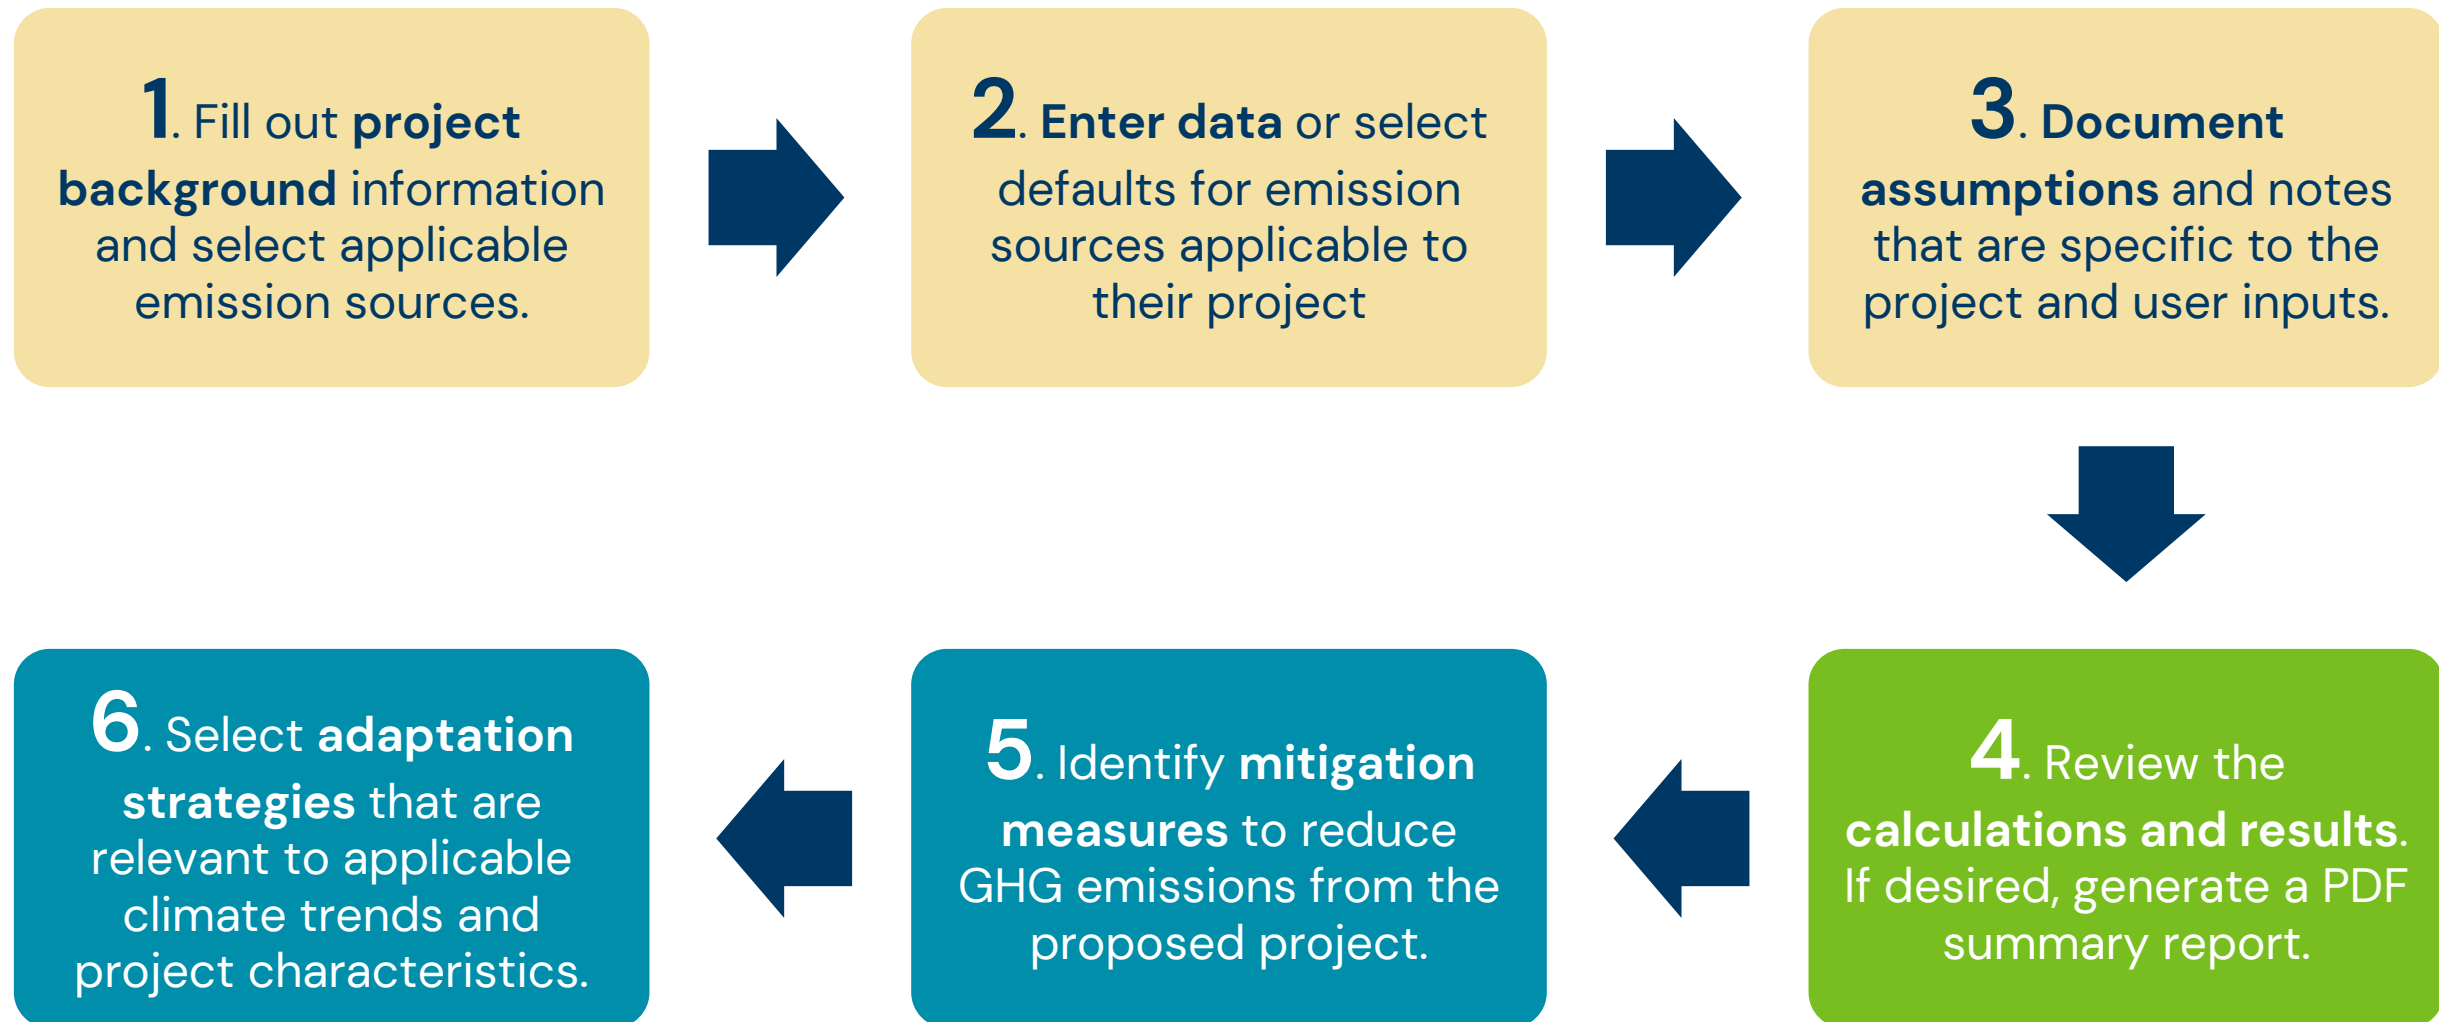 1. Fill out project
background information
and select applicable
emission sources.
2. Enter data or select
defaults for emission
sources applicable to
their project
3. Document
assumptions and notes
that are specific to the
project and user inputs.
4. Review the
calculations and results.
If desired, generate a PDF
summary report.
5. Identify mitigation
measures to reduce
GHG emissions from the
proposed project.
6. Select adaptation
strategies that are
relevant to applicable
climate trends and
project characteristics.